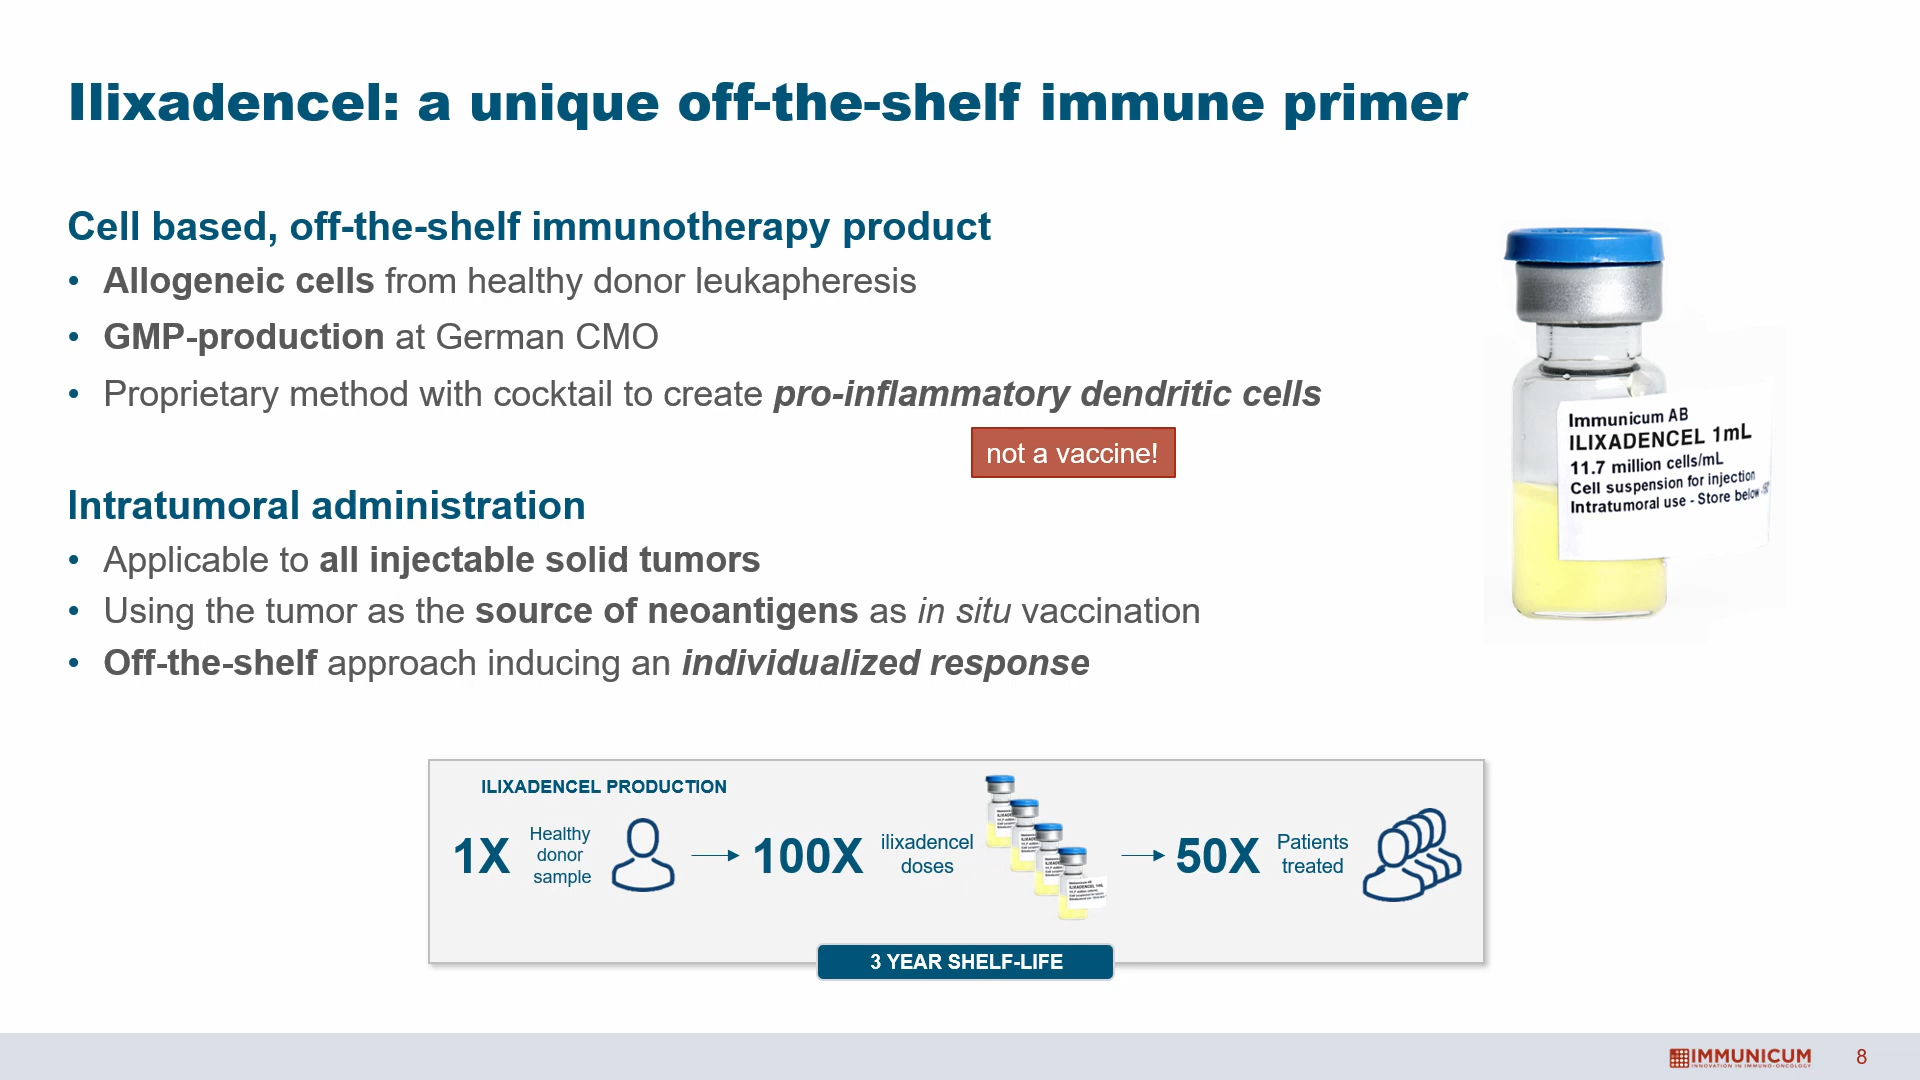 Ilixadencel: a unique off-the-shelf immune primer
Cell based, off-the-shelf immunotherapy product
• Allogeneic cells from healthy donor leukapheresis
• GMP-production at German CMO
• Proprietary method with cocktail to create pro-inflammatory dendritic cells
not a vaccine!
Intratumoral administration
• Applicable to all injectable solid tumors
• Using the tumor as the source of neoantigens as in situ vaccination
• Off-the-shelf approach inducing an individualized response
Immunicum AB
ILIXADENCEL 1mL
11.7 million cells/mL
Cell suspension for injection
Intratumoral use - Store below
ILIXADENCEL PRODUCTION
1X
Healthy
donor
sample
100X
ilixadencel
doses
50X
Patients
treated
3 YEAR SHELF-LIFE
IMMUNICUM
INNOVATION IN IMMUNO-ONCOLOGY
8